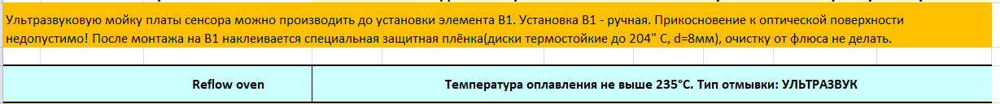 Ультразвуковую мойку платы сенсора можно производить до установки элемента В1. Установка В1 - ручная. Прикосновение к оптической поверхности
недопустимо! После монтажа на В1 наклеивается специальная защитная плёнка(диски термостойкие до 204" С, d=8мм), очистку от флюса не делать.
Reflow oven
Температура оплавления не выше 235°С. Тип отмывки: УЛЬТРАЗВУК